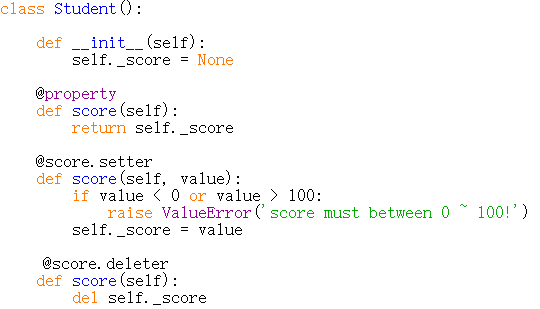 class Student():
def __init__(self):
self._score = None
@property
def score(self):
return self._score
@score.setter
def score(self, value):
if value < 0 or value > 100:
raise ValueError('score must between 0 ~ 100!')
self._score = value
@score.deleter
def score(self):
del self._score